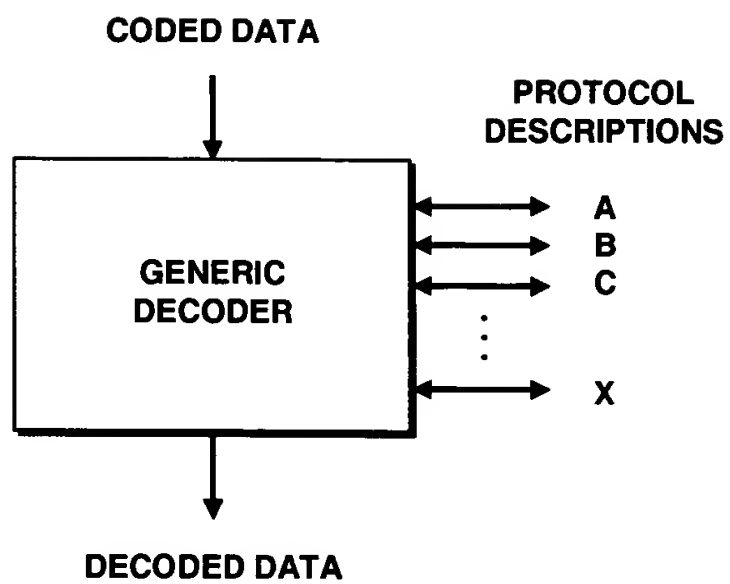 CODED DATA
PROTOCOL
DESCRIPTIONS
A
B
GENERIC
C
DECODER
X
DECODED DATA